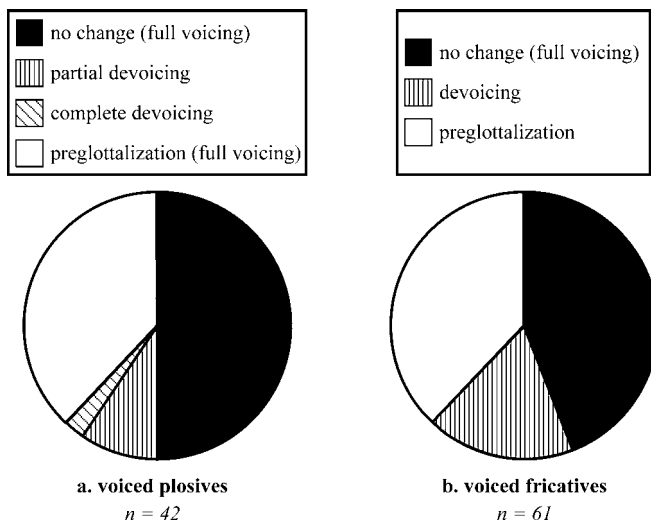 no change (full voicing)
partial devoicing
complete devoicing
preglottalization (full voicing)
no change (full voicing)
devoicing
preglottalization
a. voiced plosives
n = 42
b. voiced fricatives
n = 61